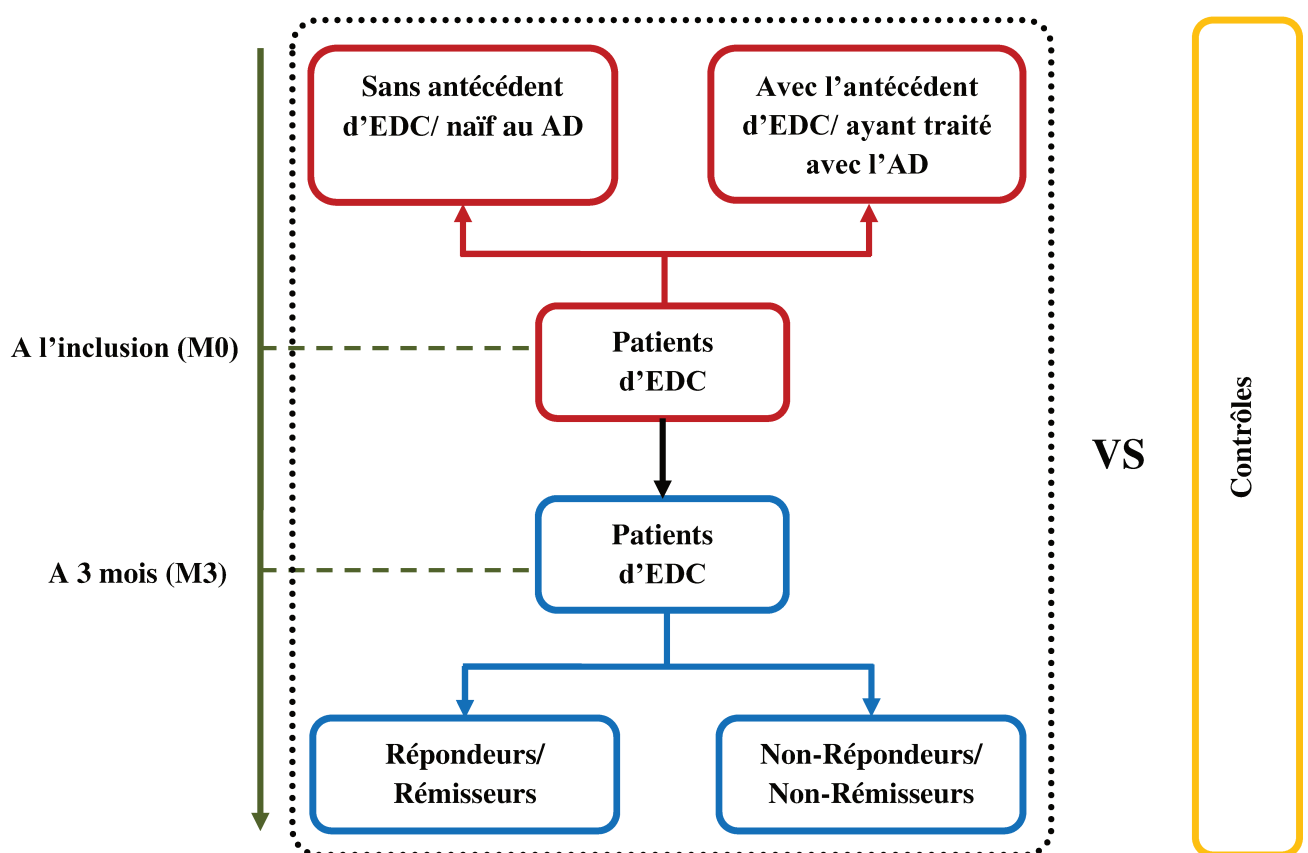 Sans antécédent
d’EDC/ naïf au AD
Avec l’antécédent
d’EDC/ ayant traité
avec l’AD
A l’inclusion (M0)
Patients
d’EDC
VS
Contrôles
A 3 mois (M3)
Patients
d’EDC
Répondeurs/
Rémisseurs
Non-Répondeurs/
Non-Rémisseurs